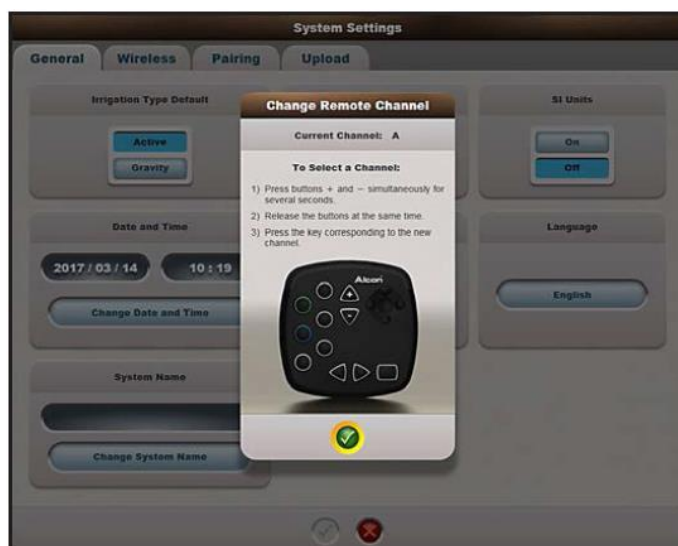 System Settings
General Wireless Pairing Upload
Irrigation Type Default
Active
Gravity
SI Units
On
Off
Date and Time
2017 / 03 / 14 10 : 19
Change Date and Time
Language
English
System Name
Change System Name
Change Remote Channel
Current Channel: A
To Select a Channel:
1) Press buttons + and − simultaneously for
several seconds.
2) Release the buttons at the same time.
3) Press the key corresponding to the new
channel.
Alcon
+
-